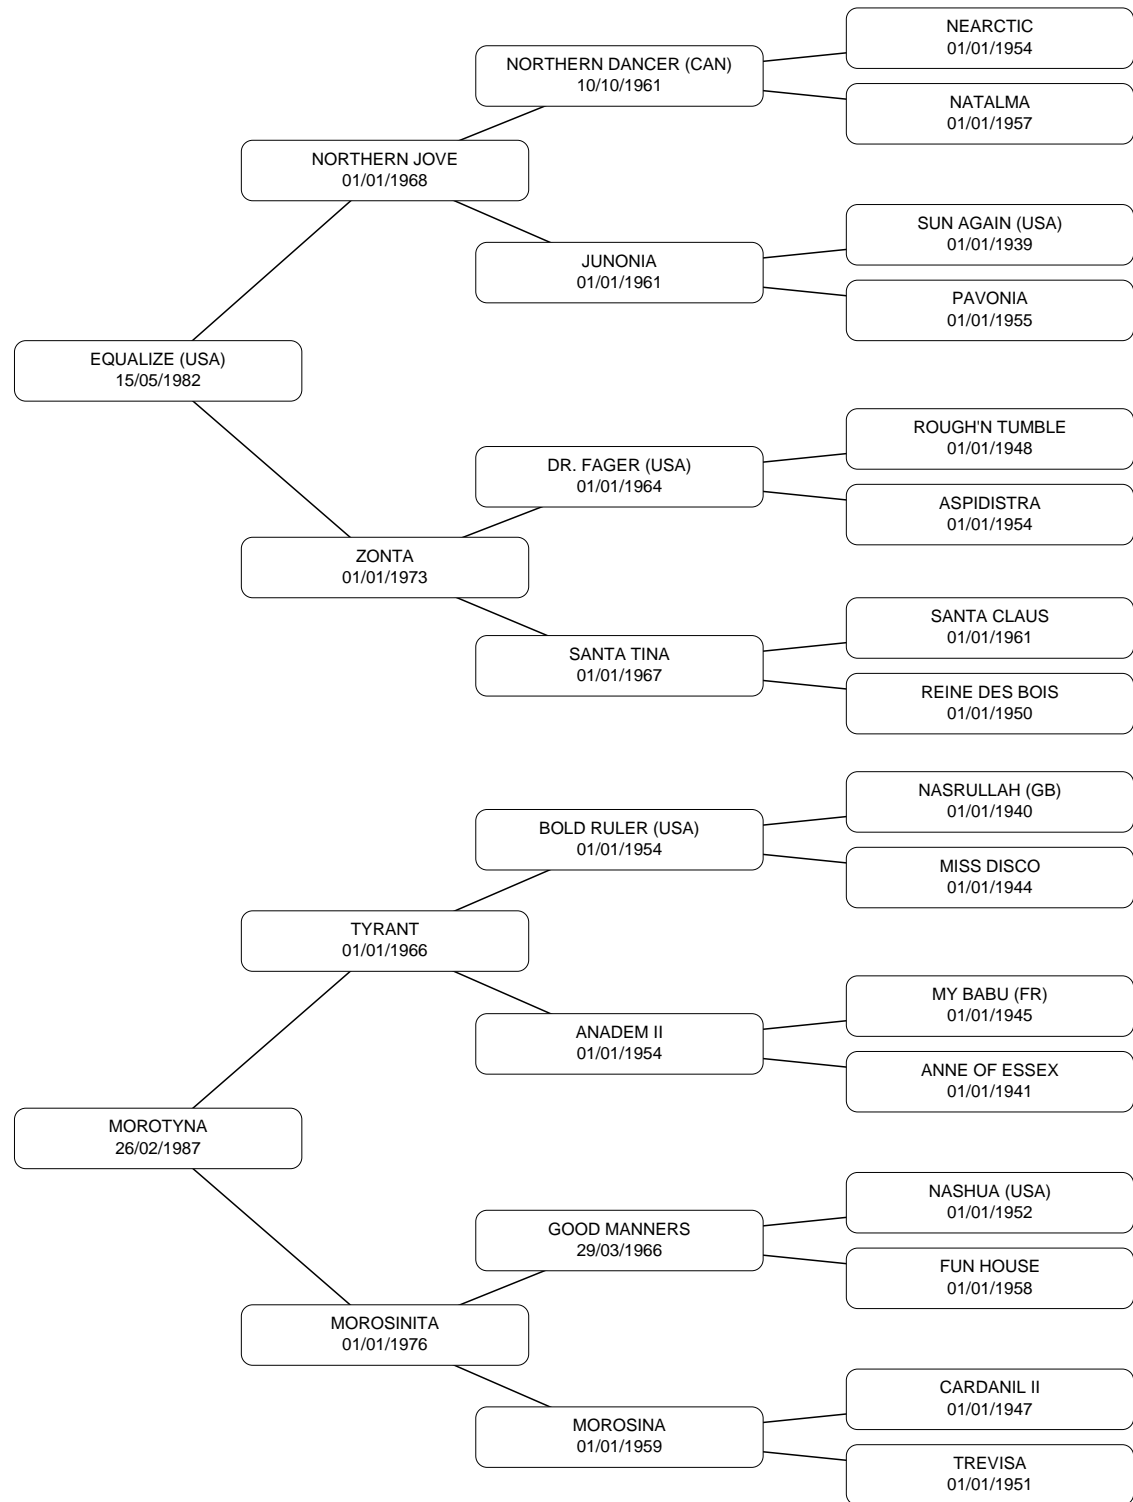 NEARCTIC
01/01/1954
NORTHERN DANCER (CAN)
10/10/1961
NATALMA
01/01/1957
NORTHERN JOVE
01/01/1968
SUN AGAIN (USA)
01/01/1939
JUNONIA
01/01/1961
PAVONIA
01/01/1955
EQUALIZE (USA)
15/05/1982
ROUGH'N TUMBLE
01/01/1948
DR. FAGER (USA)
01/01/1964
ASPIDISTRA
01/01/1954
ZONTA
01/01/1973
SANTA CLAUS
01/01/1961
SANTA TINA
01/01/1967
REINE DES BOIS
01/01/1950
NASRULLAH (GB)
01/01/1940
BOLD RULER (USA)
01/01/1954
MISS DISCO
01/01/1944
TYRANT
01/01/1966
MY BABU (FR)
01/01/1945
ANADEM II
01/01/1954
ANNE OF ESSEX
01/01/1941
MOROTYNA
26/02/1987
NASHUA (USA)
01/01/1952
GOOD MANNERS
29/03/1966
FUN HOUSE
01/01/1958
MOROSINITA
01/01/1976
CARDANIL II
01/01/1947
MOROSINA
01/01/1959
TREVISA
01/01/1951